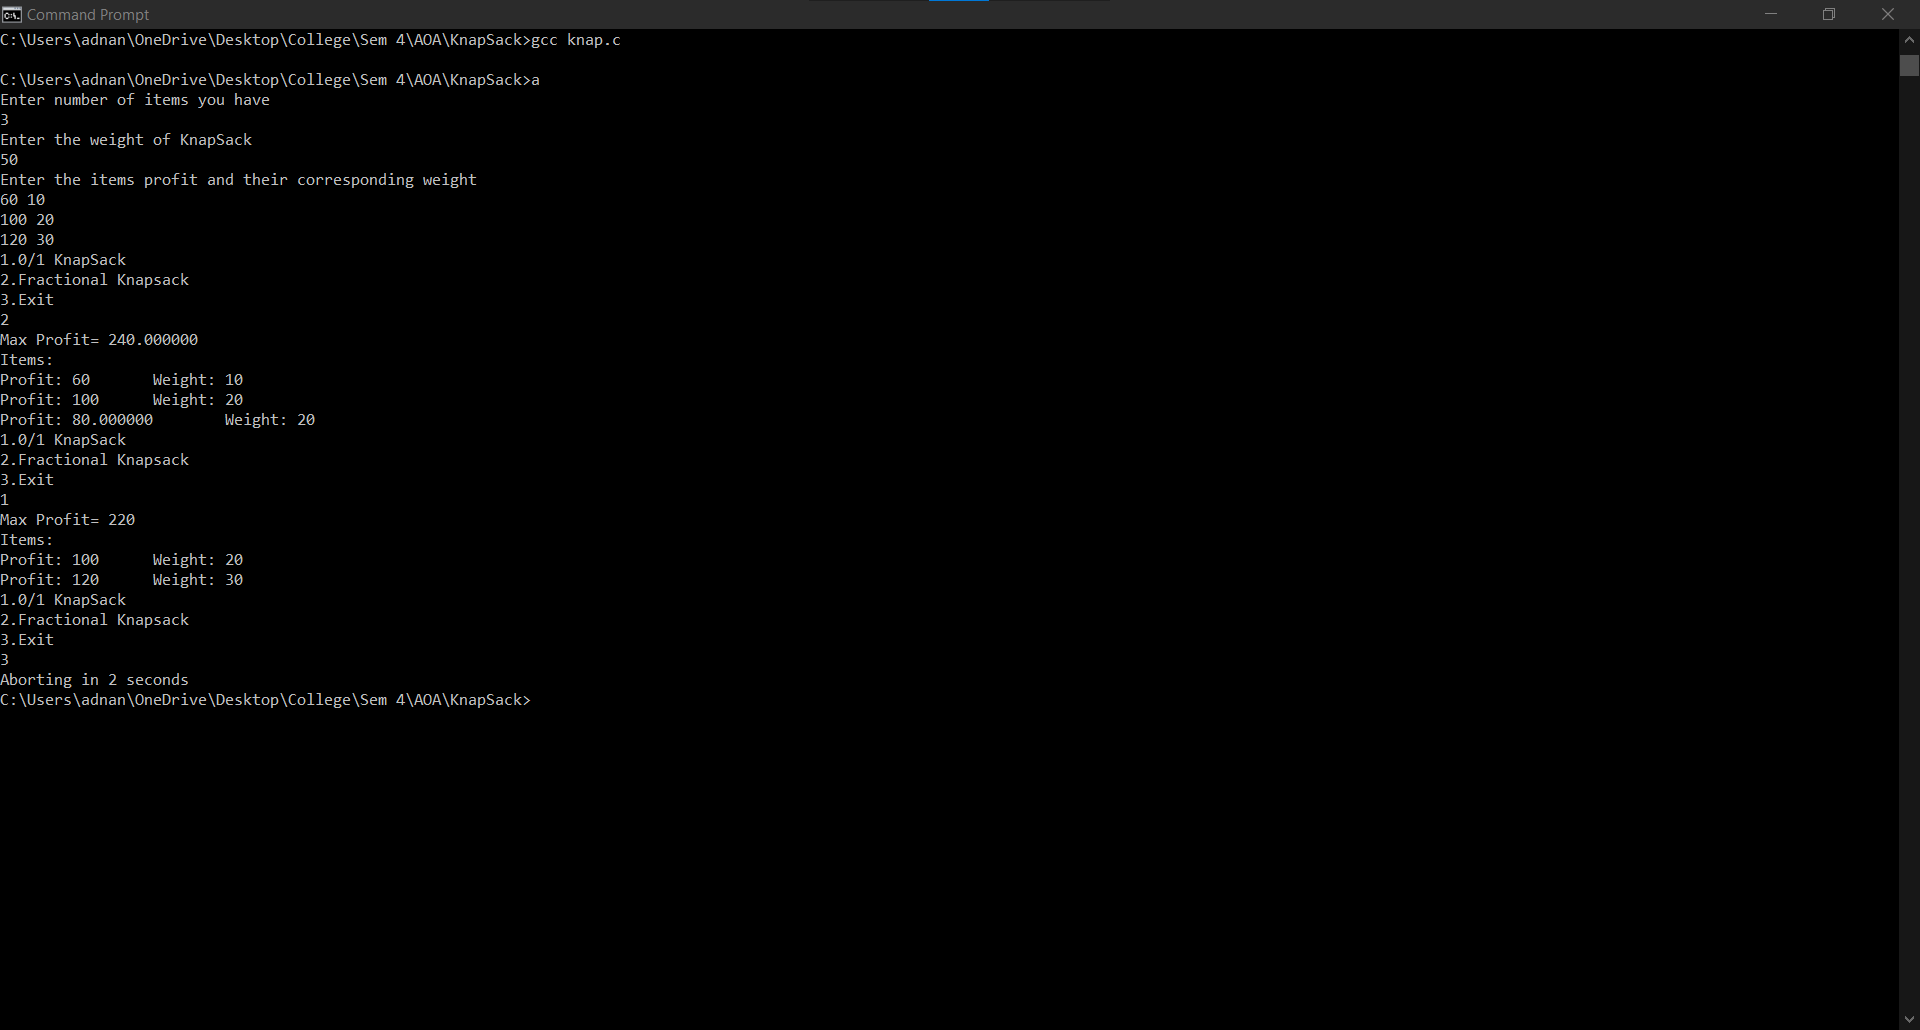 Command Prompt
C:\Users\adnan\OneDrive\Desktop\College\Sem 4\AOA\KnapSack>gcc knap.c
C:\Users\adnan\OneDrive\Desktop\College\Sem 4\AOA\KnapSack>a
Enter number of items you have
3
Enter the weight of KnapSack
50
Enter the items profit and their corresponding weight
60 10
100 20
120 30
1.0/1 KnapSack
2.Fractional Knapsack
3.Exit
2
Max Profit= 240.000000
Items:
Profit: 60 Weight: 10
Profit: 100 Weight: 20
Profit: 80.000000 Weight: 20
1.0/1 KnapSack
2.Fractional Knapsack
3.Exit
1
Max Profit= 220
Items:
Profit: 100 Weight: 20
Profit: 120 Weight: 30
1.0/1 KnapSack
2.Fractional Knapsack
3.Exit
3
Aborting in 2 seconds
C:\Users\adnan\OneDrive\Desktop\College\Sem 4\AOA\KnapSack>